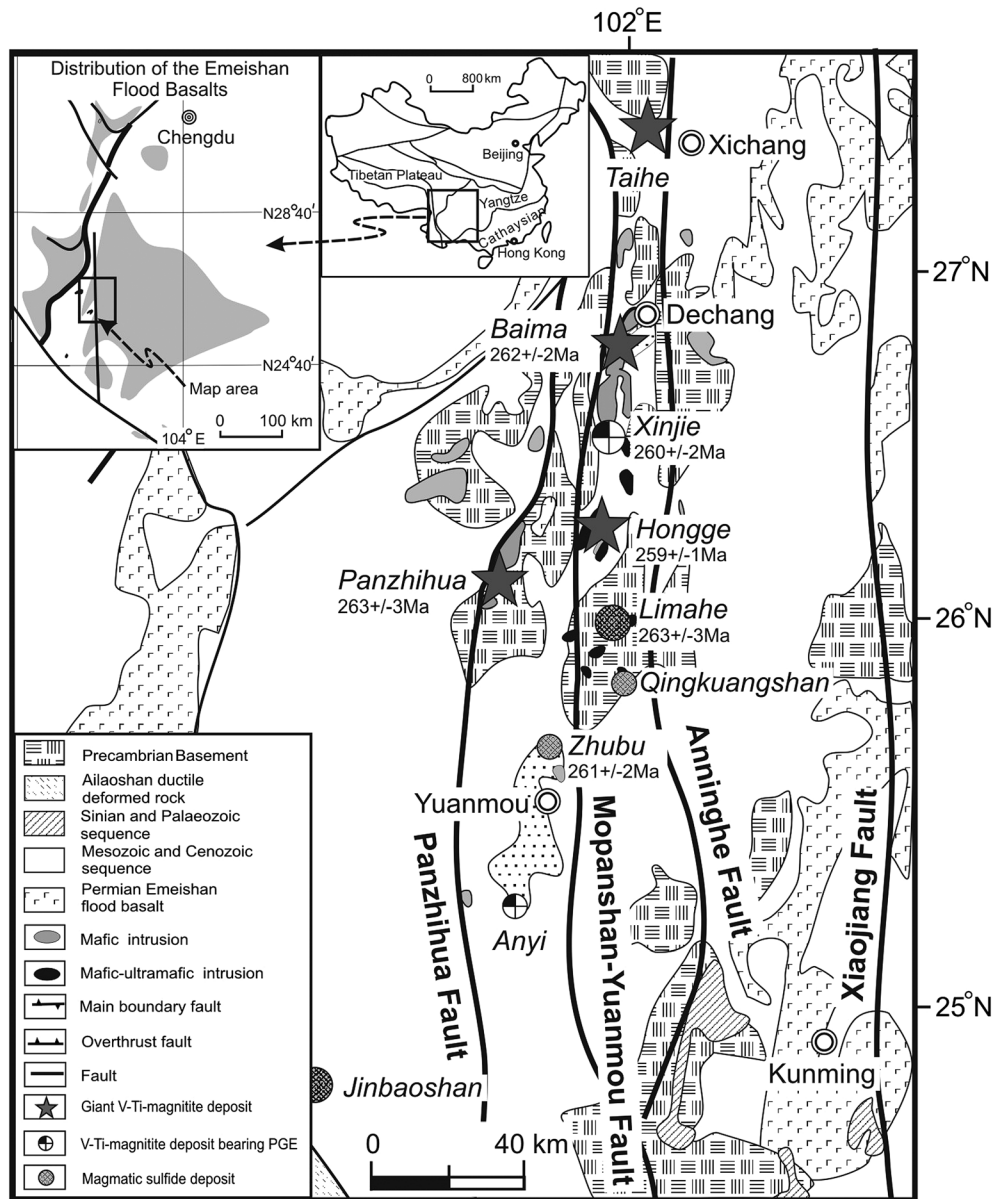 102°E
Distribution of the Emeishan
Flood Basalts
Chengdu
N28°40'
N24°40'
Map area
0 100 km
104°E
0 800 km
Beijing
Tibetan Plateau
Yangtze
Cathaysian
Hong Kong
Xichang
Taihe
27°N
Dechang
Baima
262+/-2Ma
Xinjie
260+/-2Ma
Hongge
259+/-1Ma
Panzhihua
263+/-3Ma
Limahe
263+/-3Ma
26°N
Qingkuangshan
Zhubu
261+/-2Ma
Yuanmou
Anyi
Panzhihua Fault
Mopanshan-Yuanmou Fault
Anninghe Fault
Xiaojiang Fault
25°N
Kunming
Jinbaoshan
0 40 km
Precambrian Basement
Ailaoshan ductile
deformed rock
Sinian and Palaeozoic
sequence
Mesozoic and Cenozoic
sequence
Permian Emeishan
flood basalt
Mafic intrusion
Mafic-ultramafic intrusion
Main boundary fault
Overthrust fault
Fault
Giant V-Ti-magnitite deposit
V-Ti-magnitite deposit bearing PGE
Magmatic sulfide deposit